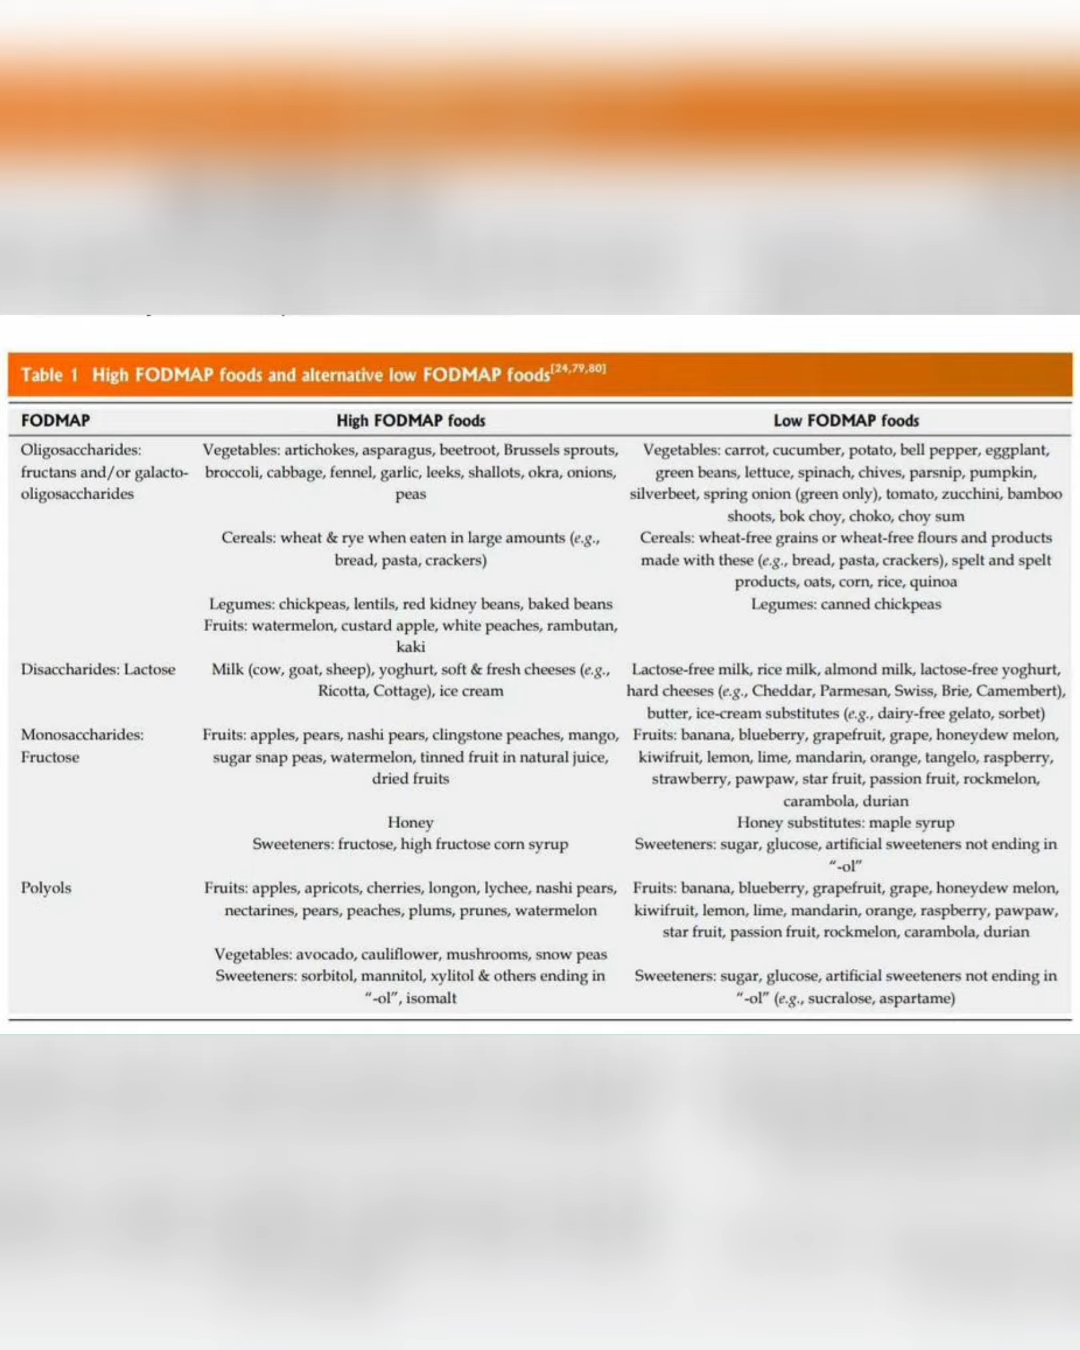 Table 1 High FODMAP foods and alternative low FODMAP foods[24,79,80]
FODMAP High FODMAP foods Low FODMAP foods
Oligosaccharides: Vegetables: artichokes, asparagus, beetroot, Brussels sprouts, Vegetables: carrot, cucumber, potato, bell pepper, eggplant,
fructans and/or galacto- broccoli, cabbage, fennel, garlic, leeks, shallots, okra, onions, green beans, lettuce, spinach, chives, parsnip, pumpkin,
oligosaccharides peas silverbeet, spring onion (green only), tomato, zucchini, bamboo
shoots, bok choy, choko, choy sum
Cereals: wheat & rye when eaten in large amounts (e.g., Cereals: wheat-free grains or wheat-free flours and products
bread, pasta, crackers) made with these (e.g., bread, pasta, crackers), spelt and spelt
products, oats, corn, rice, quinoa
Legumes: chickpeas, lentils, red kidney beans, baked beans Legumes: canned chickpeas
Fruits: watermelon, custard apple, white peaches, rambutan,
kaki
Disaccharides: Lactose Milk (cow, goat, sheep), yoghurt, soft & fresh cheeses (e.g., Lactose-free milk, rice milk, almond milk, lactose-free yoghurt,
Ricotta, Cottage), ice cream hard cheeses (e.g., Cheddar, Parmesan, Swiss, Brie, Camembert),
butter, ice-cream substitutes (e.g., dairy-free gelato, sorbet)
Monosaccharides: Fruits: apples, pears, nashi pears, clingstone peaches, mango, Fruits: banana, blueberry, grapefruit, grape, honeydew melon,
Fructose sugar snap peas, watermelon, tinned fruit in natural juice, kiwifruit, lemon, lime, mandarin, orange, tangelo, raspberry,
dried fruits strawberry, pawpaw, star fruit, passion fruit, rockmelon,
carambola, durian
Honey Honey substitutes: maple syrup
Sweeteners: fructose, high fructose corn syrup Sweeteners: sugar, glucose, artificial sweeteners not ending in
"-ol"
Polyols Fruits: apples, apricots, cherries, longon, lychee, nashi pears, Fruits: banana, blueberry, grapefruit, grape, honeydew melon,
nectarines, pears, peaches, plums, prunes, watermelon kiwifruit, lemon, lime, mandarin, orange, raspberry, pawpaw,
star fruit, passion fruit, rockmelon, carambola, durian
Vegetables: avocado, cauliflower, mushrooms, snow peas
Sweeteners: sorbitol, mannitol, xylitol & others ending in Sweeteners: sugar, glucose, artificial sweeteners not ending in
"-ol", isomalt "-ol" (e.g., sucralose, aspartame)